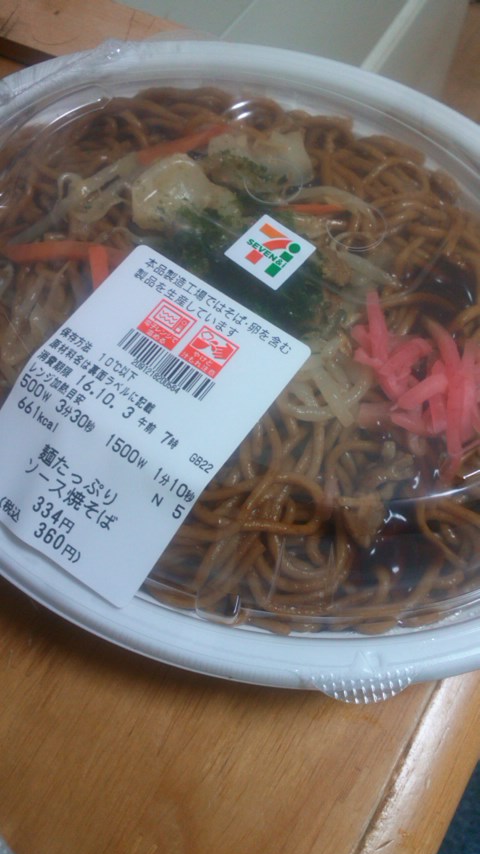 7
SEVEN&i
本品製造工場ではそば・卵を含む
製品を生産しています
保存方法 10℃以下
原材料名は裏面ラベルに記載
消費期限 16.10.3 午前 7時 GB22
レンジ加熱目安
500W 3分30秒 1500W 1分10秒
661kcal N 5
麺たっぷり
ソース焼そば
334円
(税込 360円)